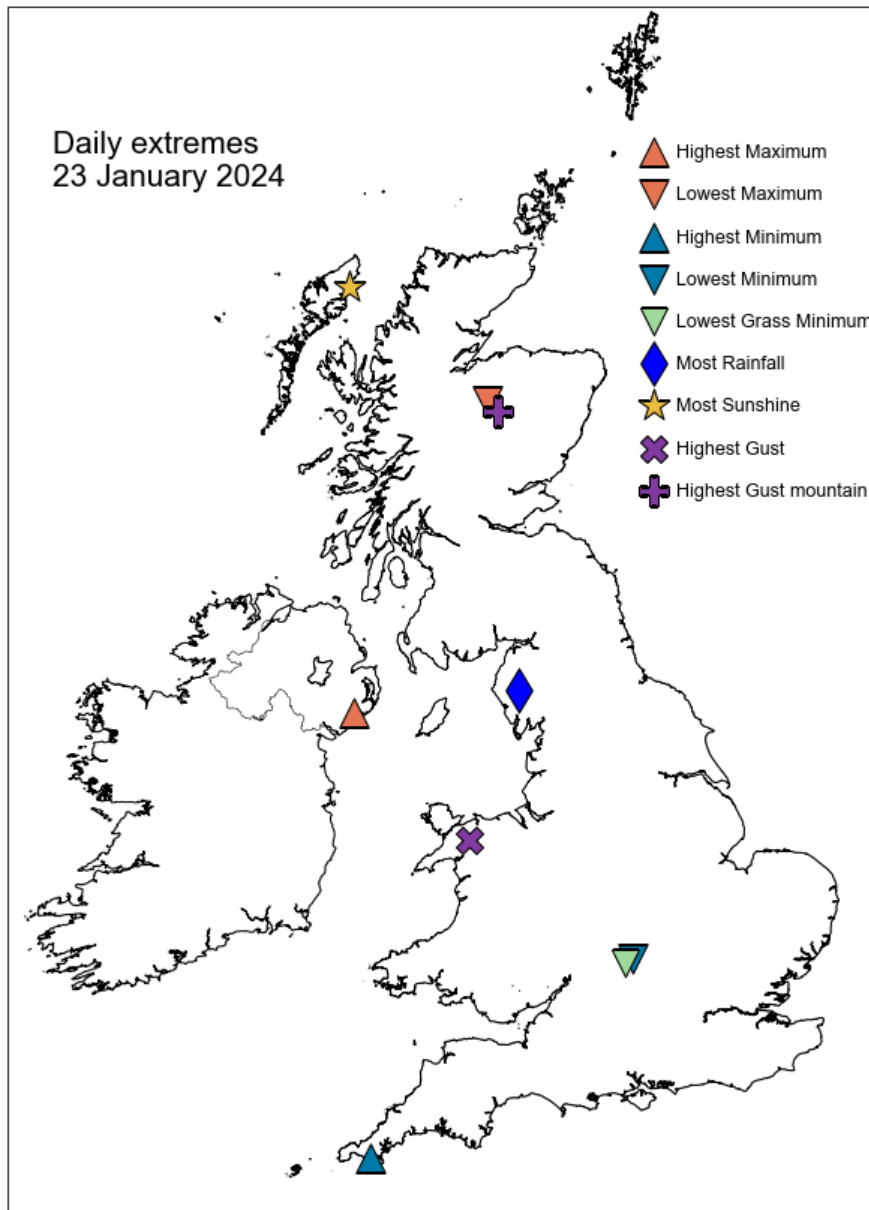 Daily extremes
23 January 2024
Highest Maximum
Lowest Maximum
Highest Minimum
Lowest Minimum
Lowest Grass Minimum
Most Rainfall
Most Sunshine
Highest Gust
Highest Gust mountain